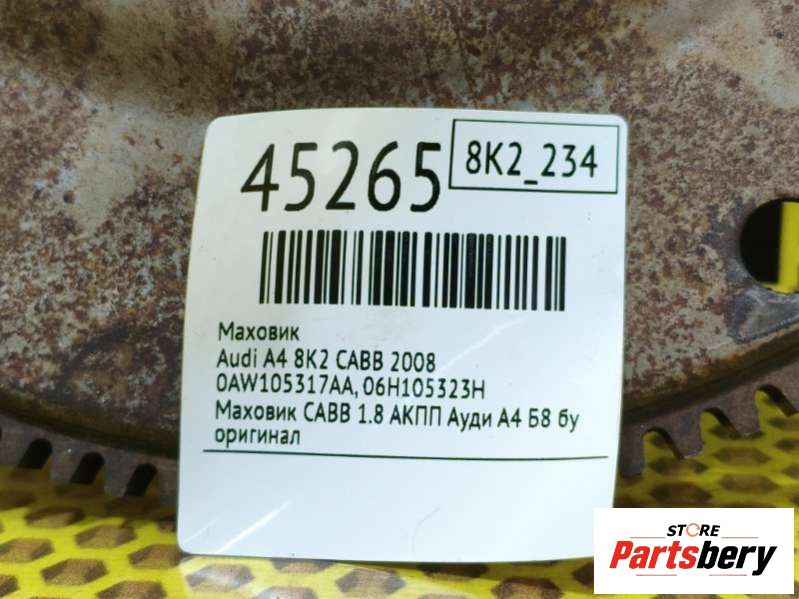 45265
8K2_234
Маховик
Audi A4 8K2 CABB 2008
0AW105317AA, 06H105323H
Маховик CABB 1.8 АКПП Ауди А4 Б8 бу
оригинал
STORE
Partsbery